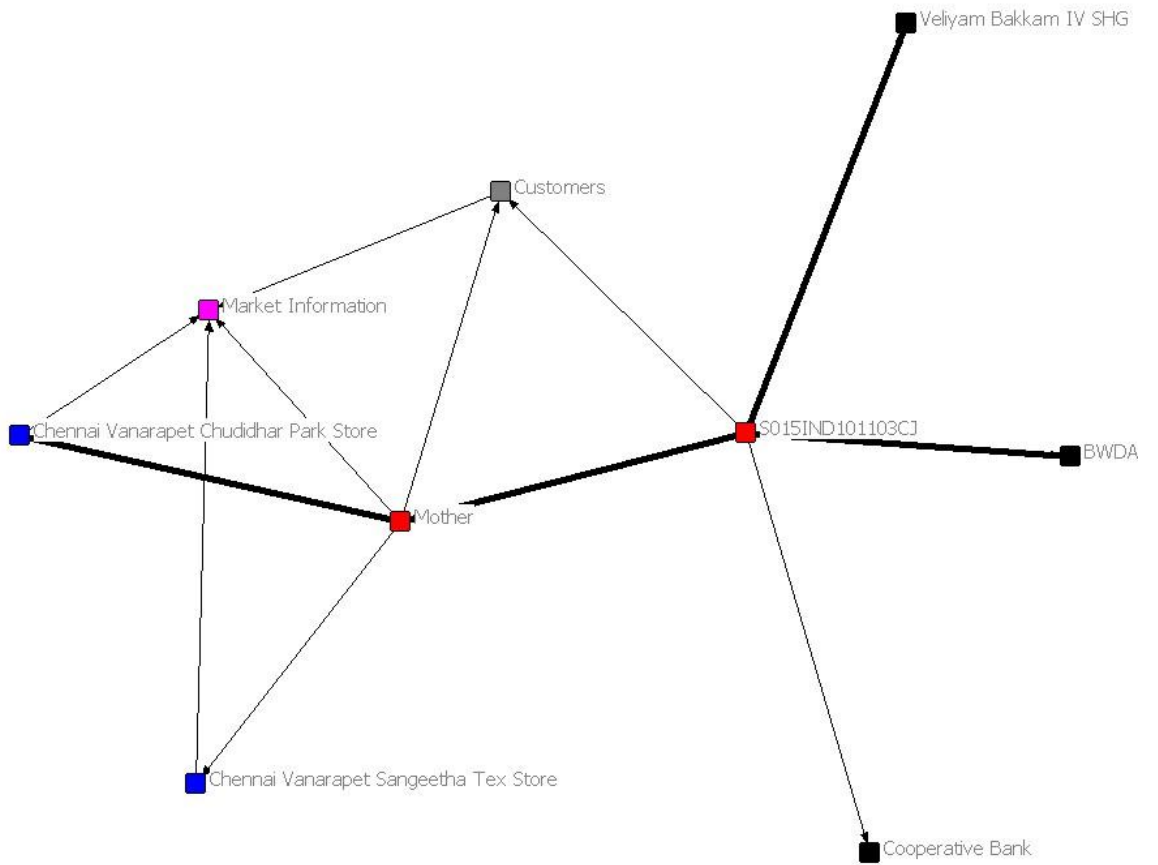 Veliyam Bakkam IV SHG
Customers
Market Information
Chennai Vanarapet Chudidhar Park Store
S015IND101103CJ
BWDA
Mother
Chennai Vanarapet Sangeetha Tex Store
Cooperative Bank